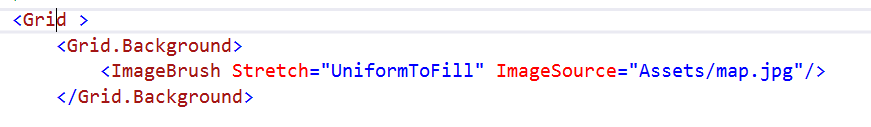 <Grid >
<Grid.Background>
<ImageBrush Stretch="UniformToFill" ImageSource="Assets/map.jpg"/>
</Grid.Background>